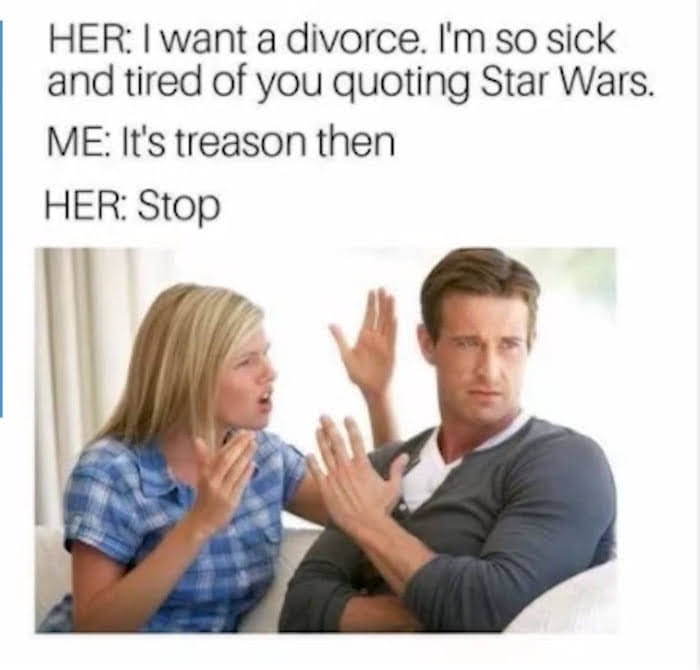 HER: I want a divorce. I'm so sick
and tired of you quoting Star Wars.
ME: It's treason then
HER: Stop